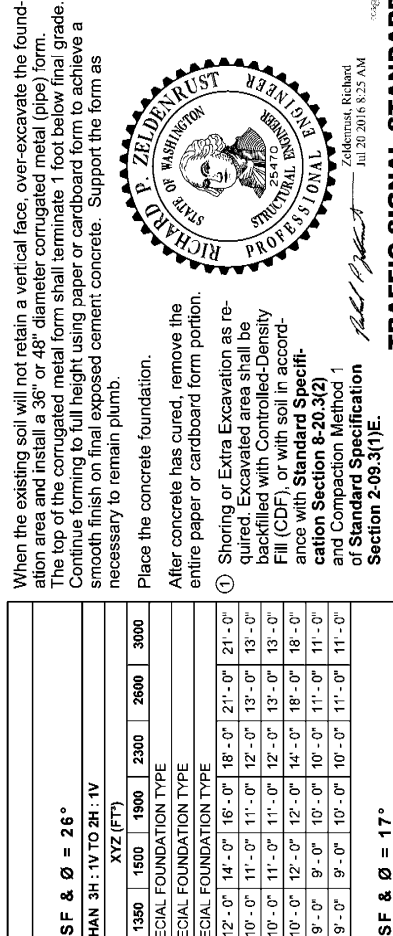 When the existing soil will not retain a vertical face, over-excavate the found-
ation area and install a 36" or 48" diameter corrugated metal (pipe) form.
The top of the corrugated metal form shall terminate 1 foot below final grade.
Continue forming to full height using paper or cardboard form to achieve a
smooth finish on final exposed cement concrete. Support the form as
necessary to remain plumb.
Place the concrete foundation.
After concrete has cured, remove the
entire paper or cardboard form portion.
① Shoring or Extra Excavation as re-
quired. Excavated area shall be
backfilled with Controlled-Density
Fill (CDF), or with soil in accord-
ance with Standard Specifi-
cation Section 8-20.3(2)
and Compaction Method 1
of Standard Specification
Section 2-09.3(1)E.
RICHARD P. ZELDENRUST
STATE OF WASHINGTON
25470
STRUCTURAL ENGINEER
PROFESSIONAL ENGINEER
Zeldenrust, Richard
Jul 20 2016 8:25 AM
TRAFFIC SIGNAL STANDARD
SF & Ø = 26°
HAN 3H : 1V TO 2H : 1V
XYZ (FT³)
1350 1500 1900 2300 2600 3000
ECIAL FOUNDATION TYPE
ECIAL FOUNDATION TYPE
ECIAL FOUNDATION TYPE
12' - 0" 14' - 0" 16' - 0" 18' - 0" 21' - 0" 21' - 0"
10' - 0" 11' - 0" 11' - 0" 12' - 0" 13' - 0" 13' - 0"
10' - 0" 10' - 0" 11' - 0" 12' - 0" 13' - 0" 13' - 0"
10' - 0" 12' - 0" 12' - 0" 14' - 0" 18' - 0" 18' - 0"
9' - 0" 9' - 0" 10' - 0" 10' - 0" 11' - 0" 11' - 0"
9' - 0" 9' - 0" 10' - 0" 10' - 0" 11' - 0" 11' - 0"
SF & Ø = 17°